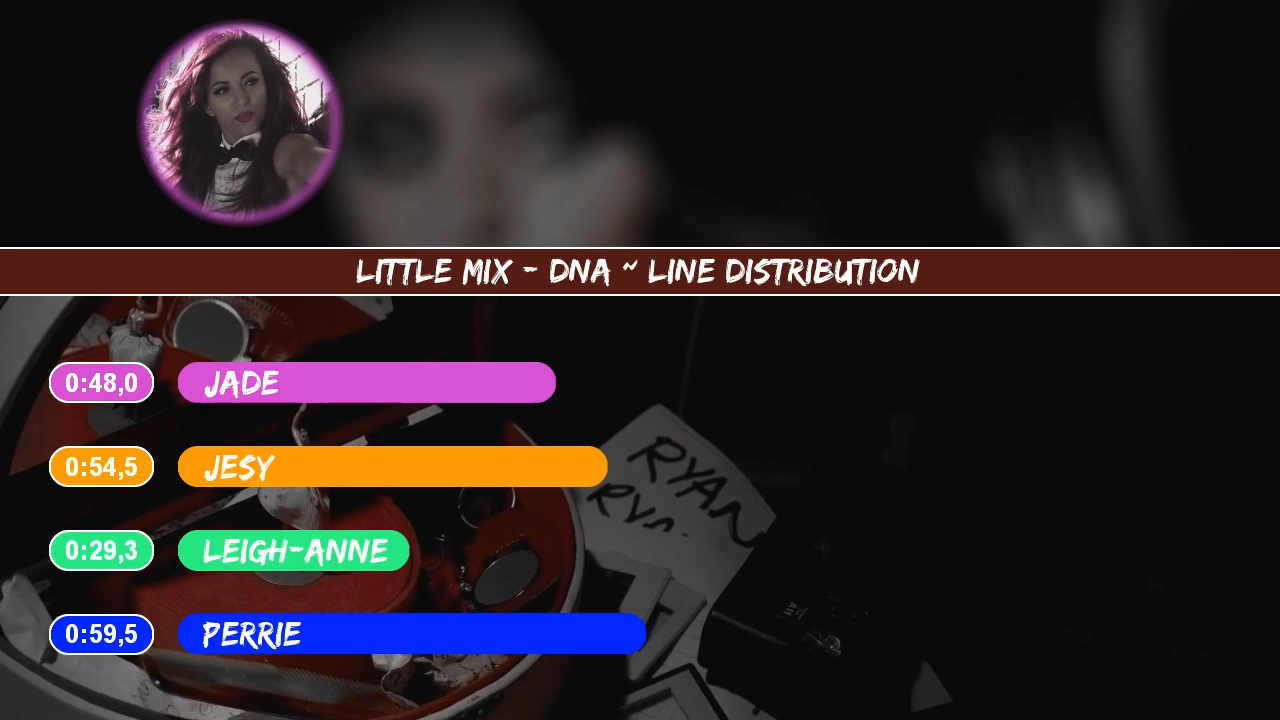 LITTLE MIX - DNA ~ LINE DISTRIBUTION
0:48,0 JADE
0:54,5 JESY
0:29,3 LEIGH-ANNE
0:59,5 PERRIE
RYAN